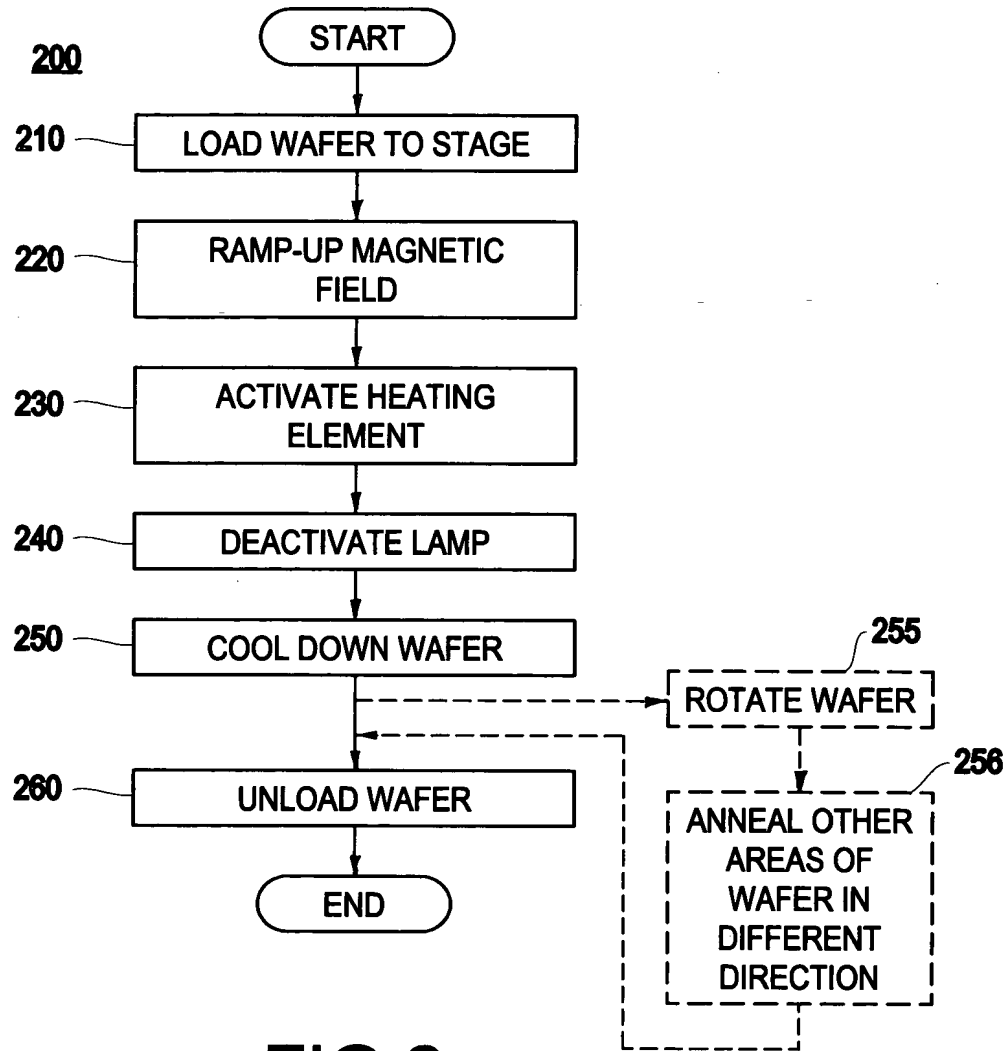 START
200
210
LOAD WAFER TO STAGE
220
RAMP-UP MAGNETIC
FIELD
230
ACTIVATE HEATING
ELEMENT
240
DEACTIVATE LAMP
250
COOL DOWN WAFER
255
ROTATE WAFER
256
ANNEAL OTHER
AREAS OF
WAFER IN
DIFFERENT
DIRECTION
260
UNLOAD WAFER
END